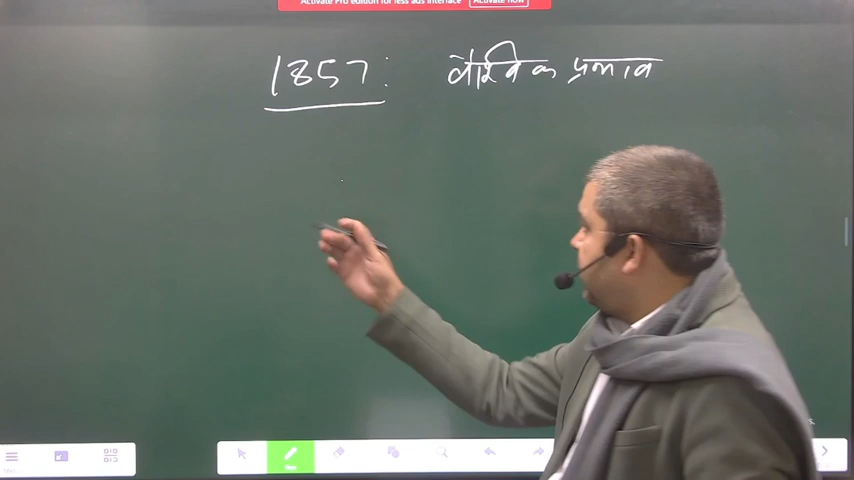 Activate Pro edition for less ads interface Activate now
1857: वैश्विक प्रभाव